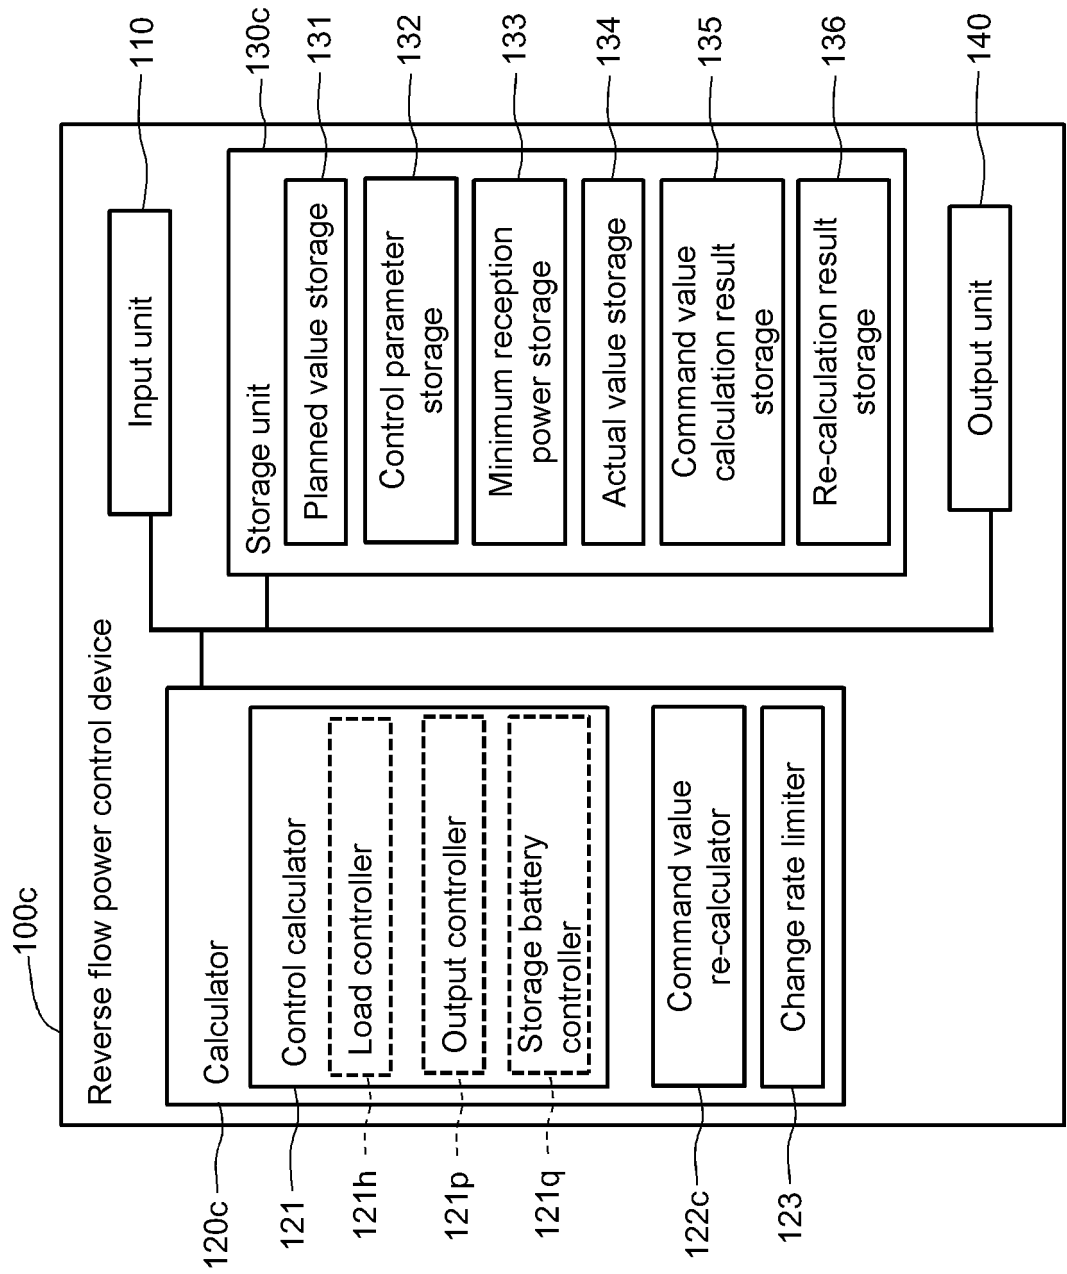 100c
Reverse flow power control device
120c
Calculator
121
Control calculator
121h
Load controller
121p
Output controller
121q
Storage battery
controller
122c
Command value
re-calculator
123
Change rate limiter
Input unit
110
Storage unit
130c
Planned value storage
131
Control parameter
storage
132
Minimum reception
power storage
133
Actual value storage
134
Command value
calculation result
storage
135
Re-calculation result
storage
136
Output unit
140